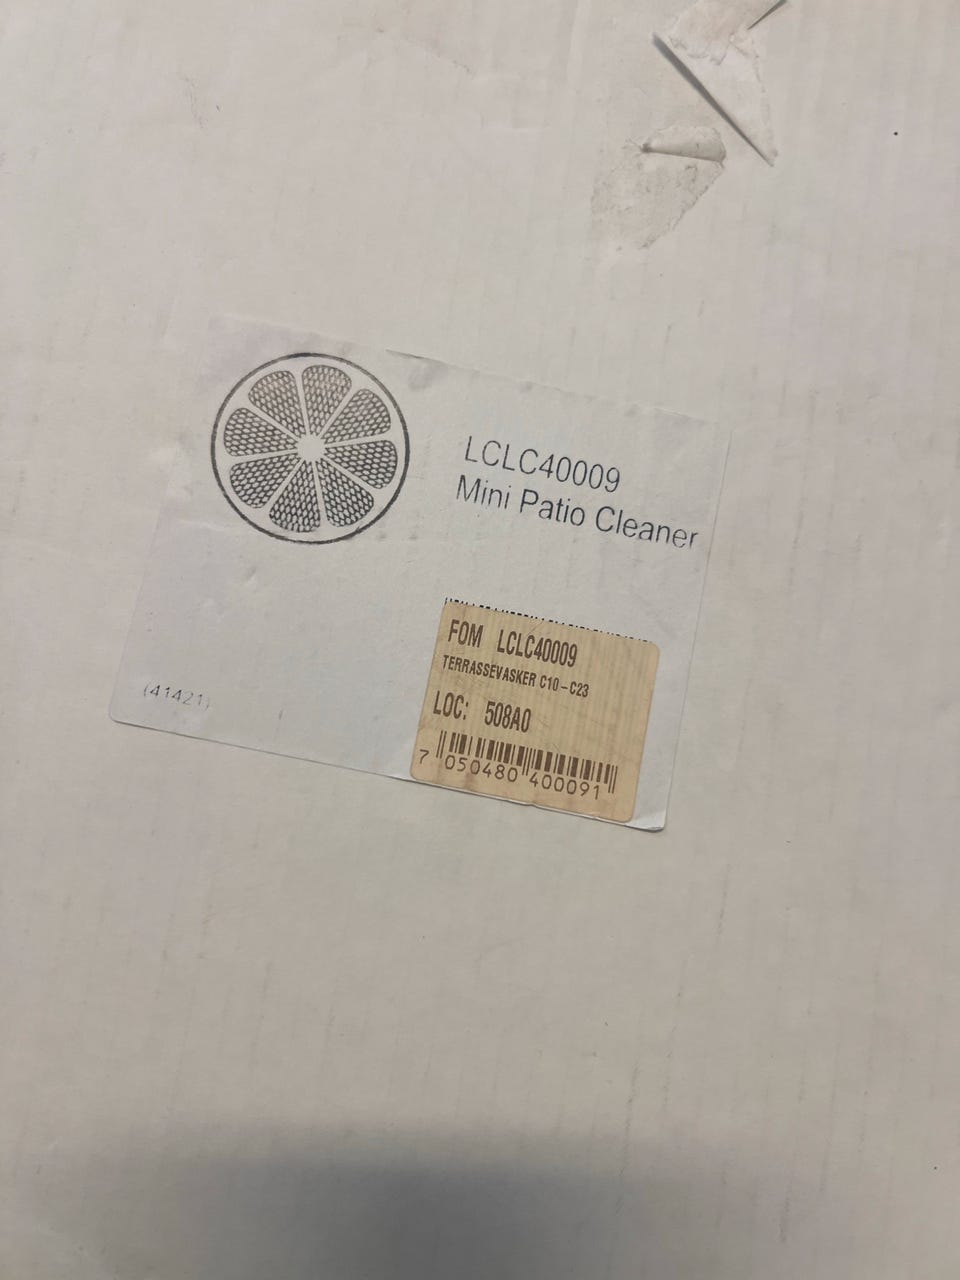 LCLC40009
Mini Patio Cleaner
FOM LCLC40009
TERRASSEVASKER C10-C23
LOC: 508A0
7 050480 400091
(41421)